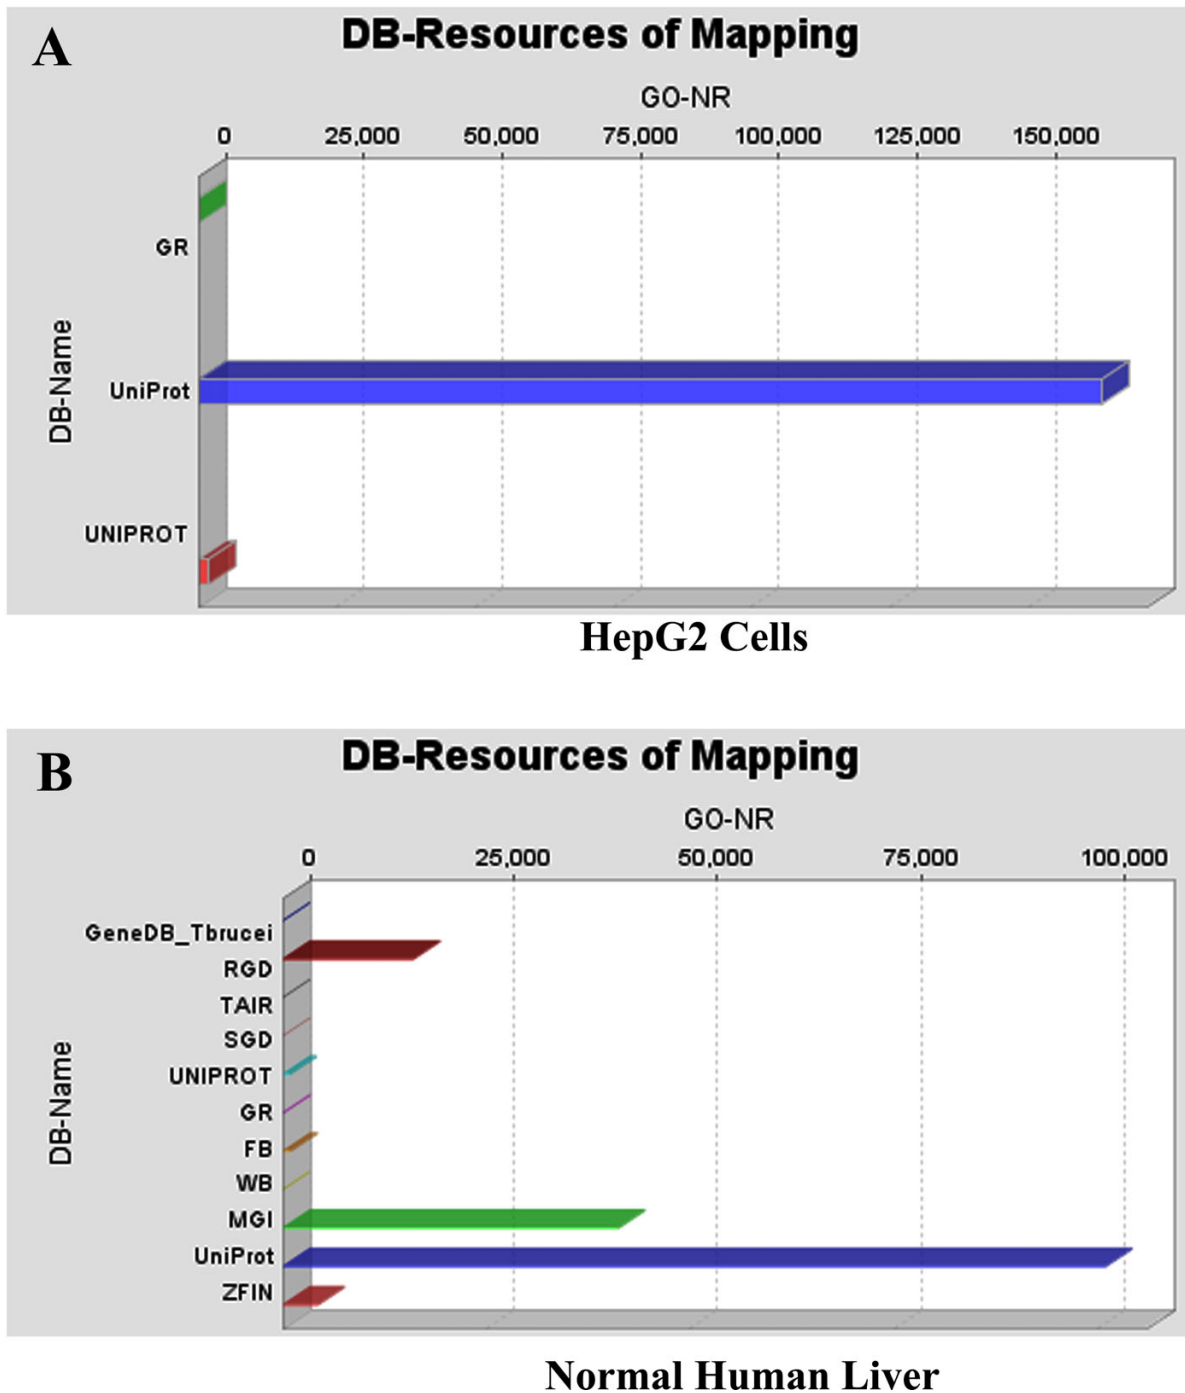 A
DB-Resources of Mapping
GO-NR
0 25,000 50,000 75,000 100,000 125,000 150,000
GR
UniProt
UNIPROT
DB-Name
HepG2 Cells
B
DB-Resources of Mapping
GO-NR
0 25,000 50,000 75,000 100,000
GeneDB_Tbrucei
RGD
TAIR
SGD
UNIPROT
GR
FB
WB
MGI
UniProt
ZFIN
DB-Name
Normal Human Liver